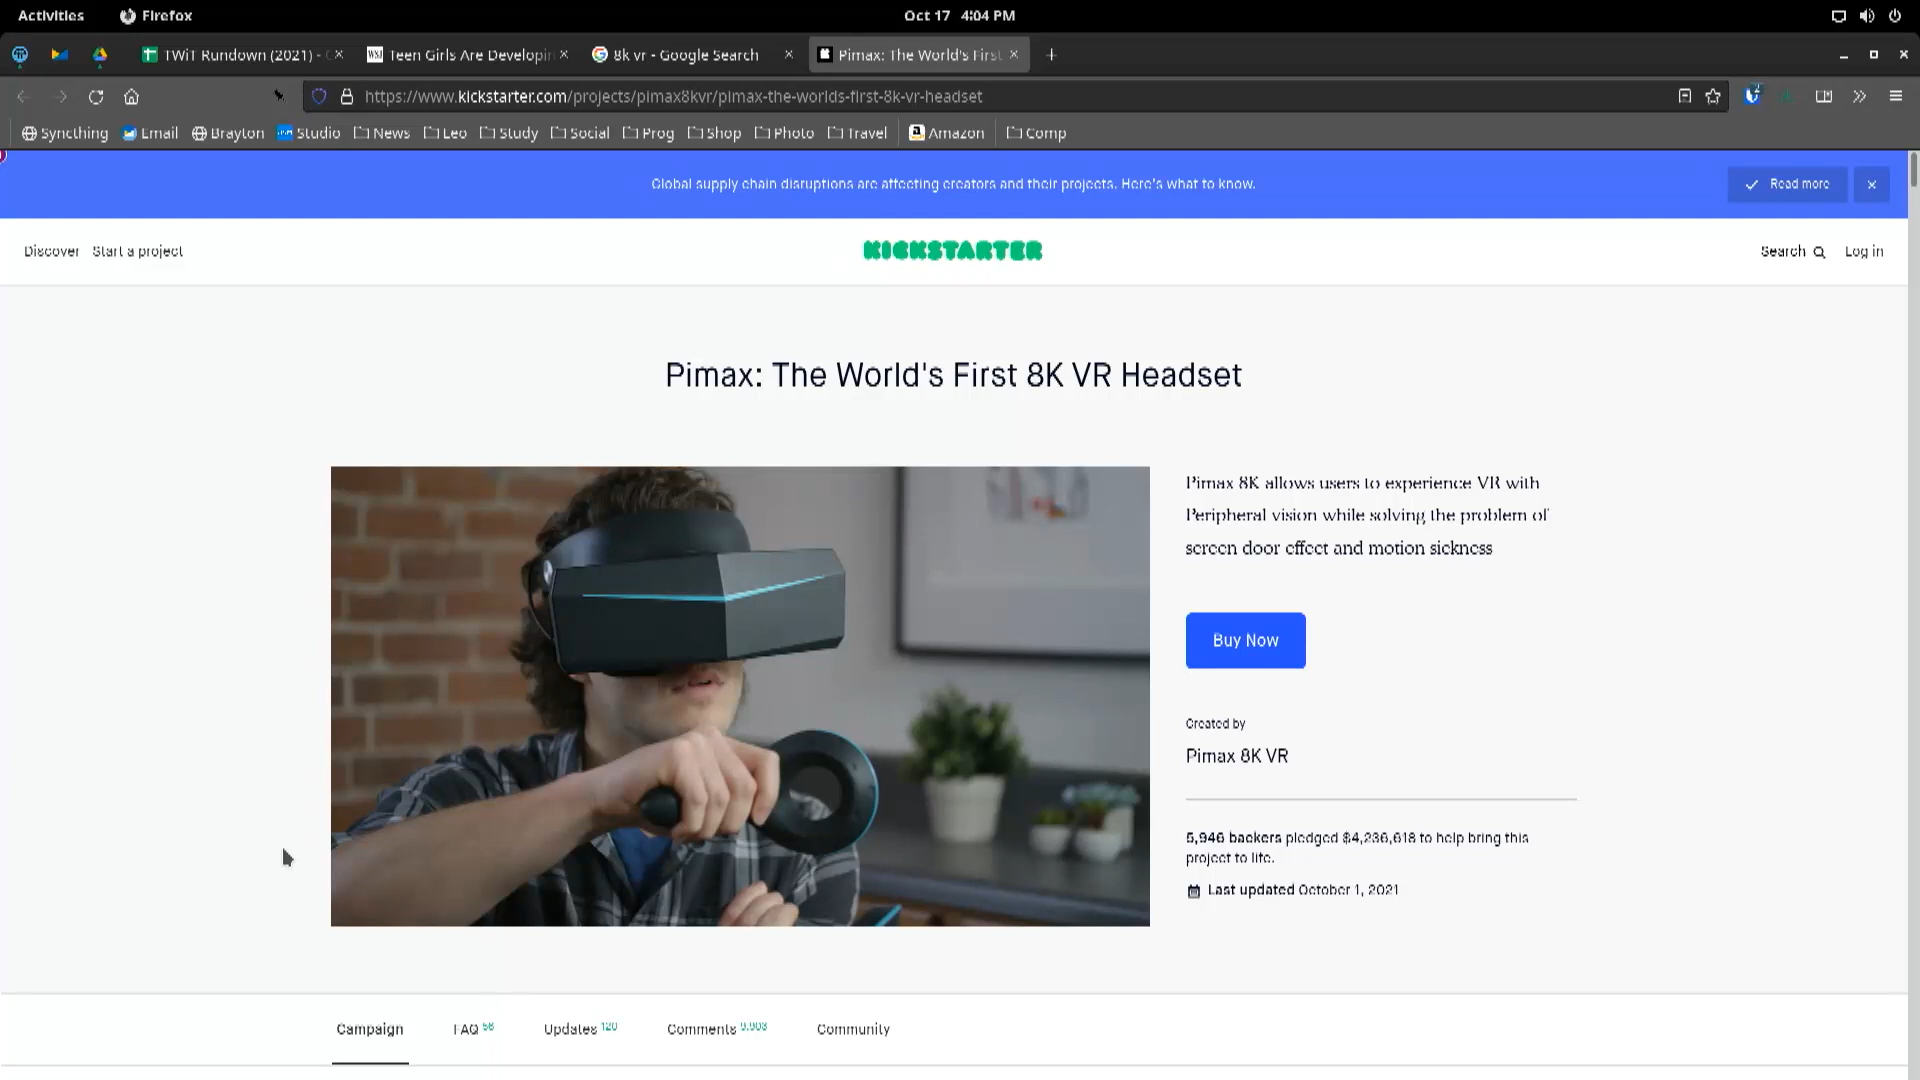 Activities Firefox Oct 17 4:04 PM
TWiT Rundown (2021) - Teen Girls Are Developin 8k vr - Google Search Pimax: The World's First
https://www.kickstarter.com/projects/pimax8kvr/pimax-the-worlds-first-8k-vr-headset
Syncthing Email Brayton Studio News Leo Study Social Prog Shop Photo Travel Amazon Comp
Global supply chain disruptions are affecting creators and their projects. Here's what to know. Read more
Discover Start a project KICKSTARTER Search Log in
Pimax: The World's First 8K VR Headset
Pimax 8K allows users to experience VR with
Peripheral vision while solving the problem of
screen door effect and motion sickness
Buy Now
Created by
Pimax 8K VR
5,946 backers pledged $4,236,618 to help bring this
project to life.
Last updated October 1, 2021
Campaign FAQ 56 Updates 120 Comments 9,903 Community